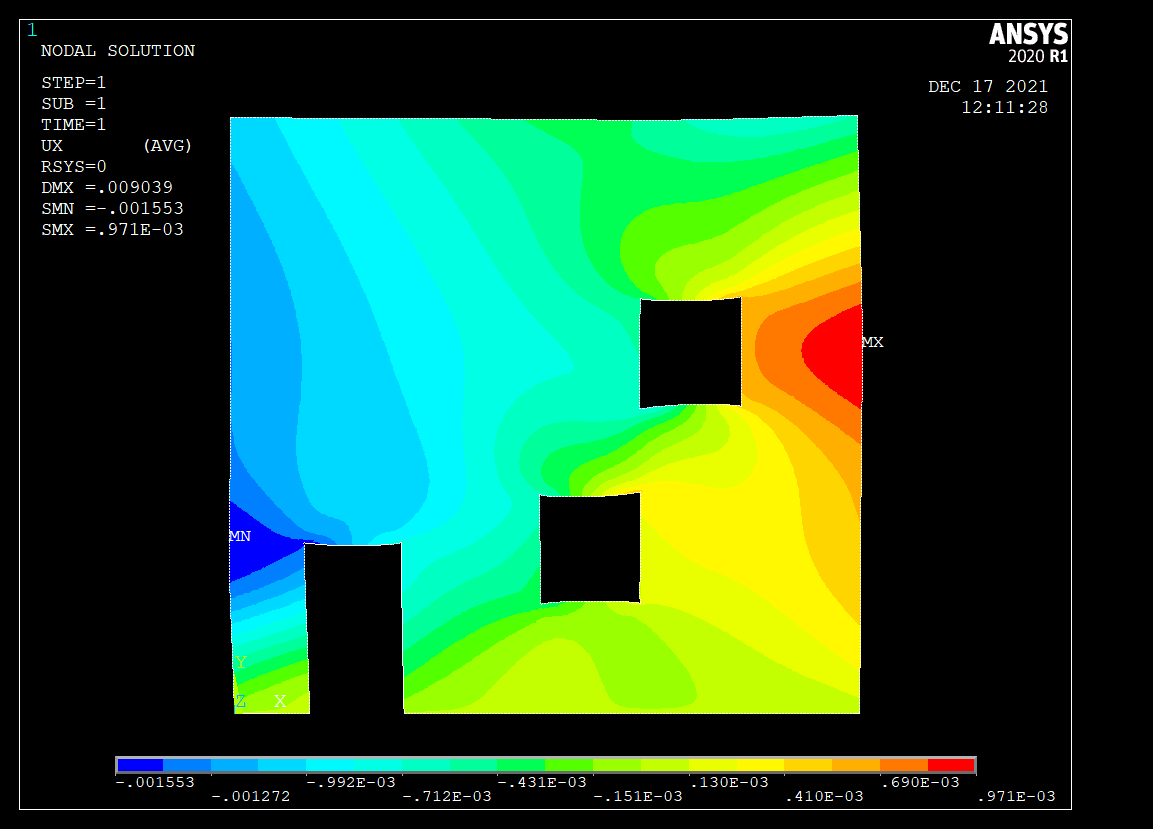 1
NODAL SOLUTION
STEP=1
SUB =1
TIME=1
UX (AVG)
RSYS=0
DMX =.009039
SMN =-.001553
SMX =.971E-03
ANSYS
2020 R1
DEC 17 2021
12:11:28
MX
MN
Y
Z X
-.001553 -.992E-03 -.431E-03 .130E-03 .690E-03
-.001272 -.712E-03 -.151E-03 .410E-03 .971E-03